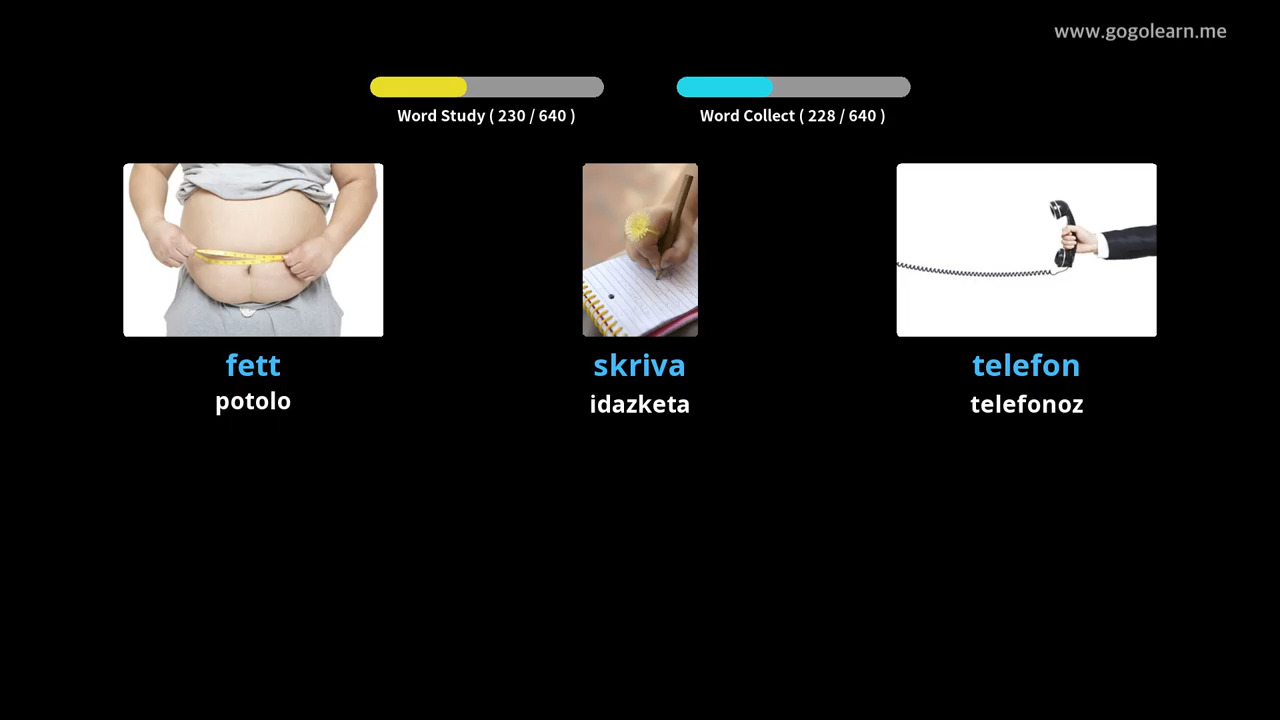 www.gogolearn.me
Word Study ( 230 / 640 )
Word Collect ( 228 / 640 )
fett
potolo
skriva
idazketa
telefon
telefonoz